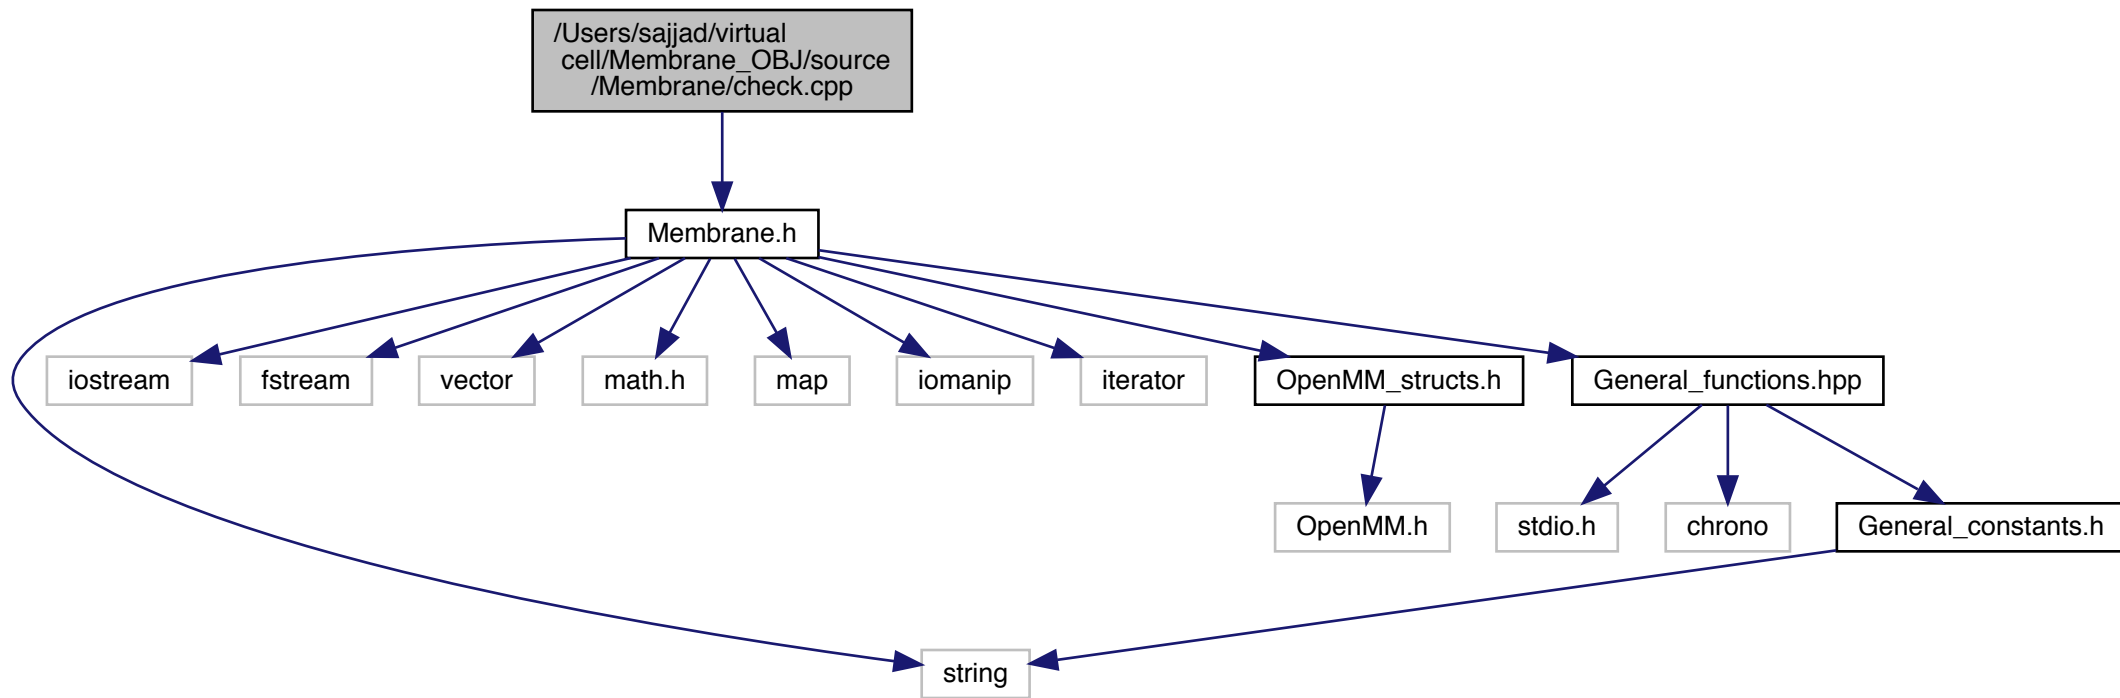 /Users/sajjad/virtual
cell/Membrane_OBJ/source
/Membrane/check.cpp
Membrane.h
iostream
fstream
vector
math.h
map
iomanip
iterator
OpenMM_structs.h
General_functions.hpp
OpenMM.h
stdio.h
chrono
General_constants.h
string